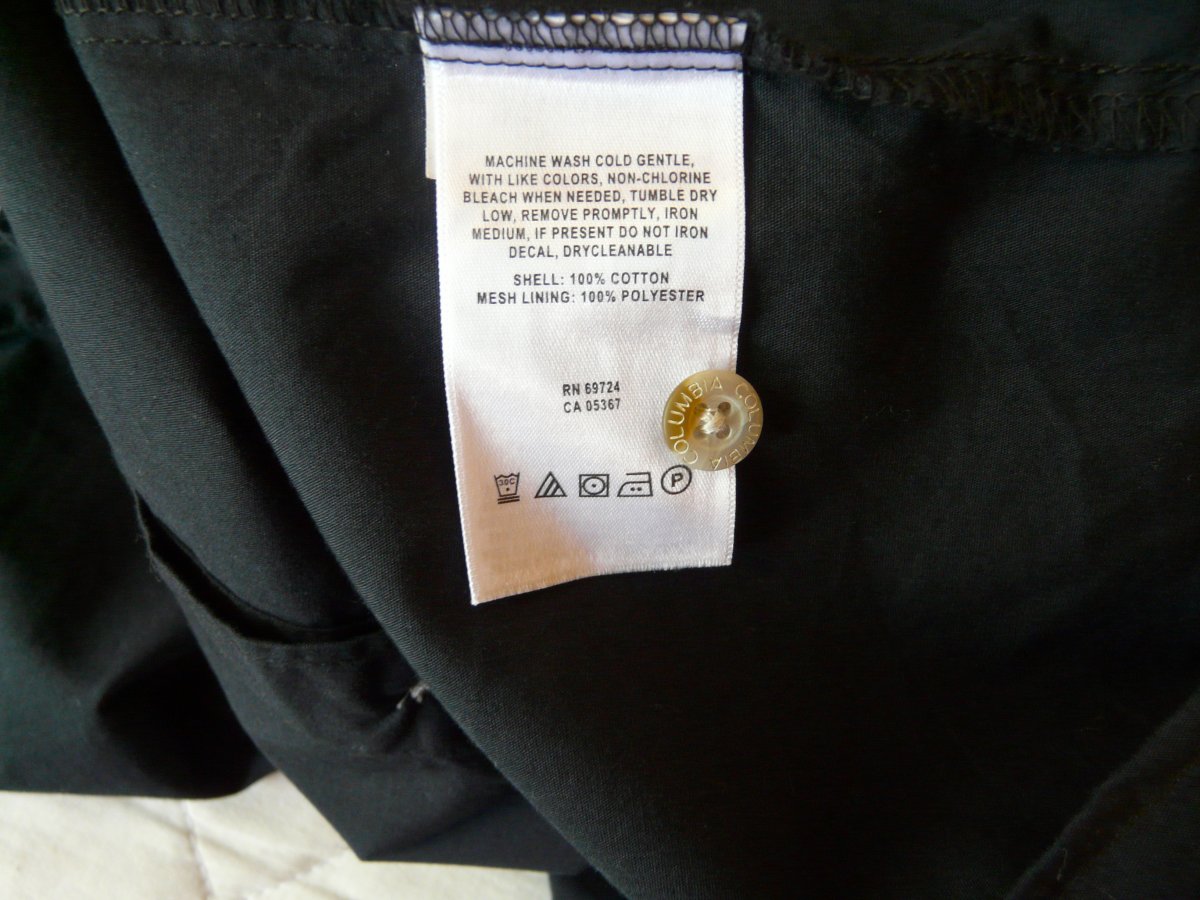 MACHINE WASH COLD GENTLE,
WITH LIKE COLORS, NON-CHLORINE
BLEACH WHEN NEEDED, TUMBLE DRY
LOW, REMOVE PROMPTLY, IRON
MEDIUM, IF PRESENT DO NOT IRON
DECAL, DRYCLEANABLE
SHELL: 100% COTTON
MESH LINING: 100% POLYESTER
RN 69724
CA 05367
COLUMBIA COLUMBIA
30C
P